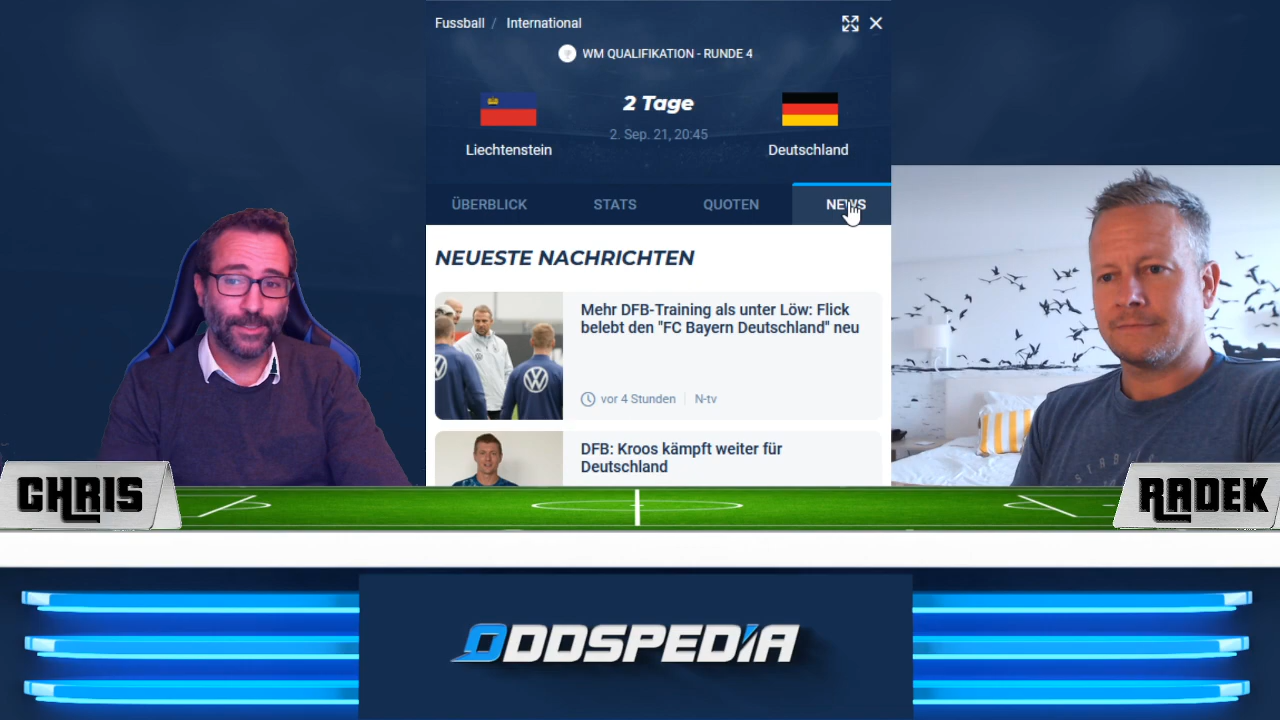 Fussball / International
WM QUALIFIKATION - RUNDE 4
2 Tage
2. Sep. 21, 20:45
Liechtenstein
Deutschland
ÜBERBLICK
STATS
QUOTEN
NEWS
NEUESTE NACHRICHTEN
Mehr DFB-Training als unter Löw: Flick
belebt den "FC Bayern Deutschland" neu
vor 4 Stunden
N-tv
DFB: Kroos kämpft weiter für
Deutschland
CHRIS
RADEK
ODDSPEDIA